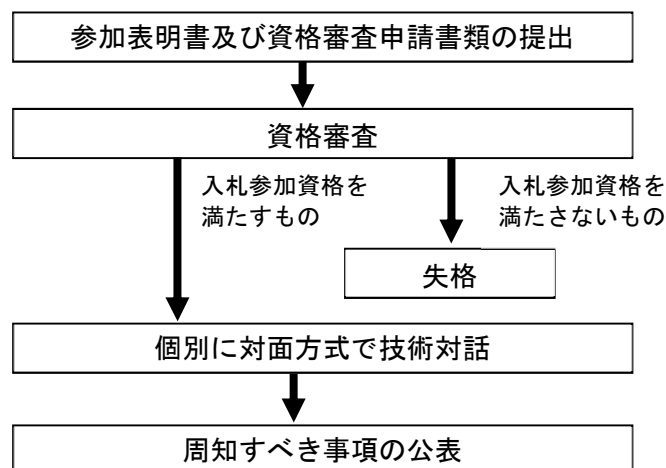 参加表明書及び資格審査申請書類の提出
資格審査
入札参加資格を
満たすもの
入札参加資格を
満たさないもの
失格
個別に対面方式で技術対話
周知すべき事項の公表